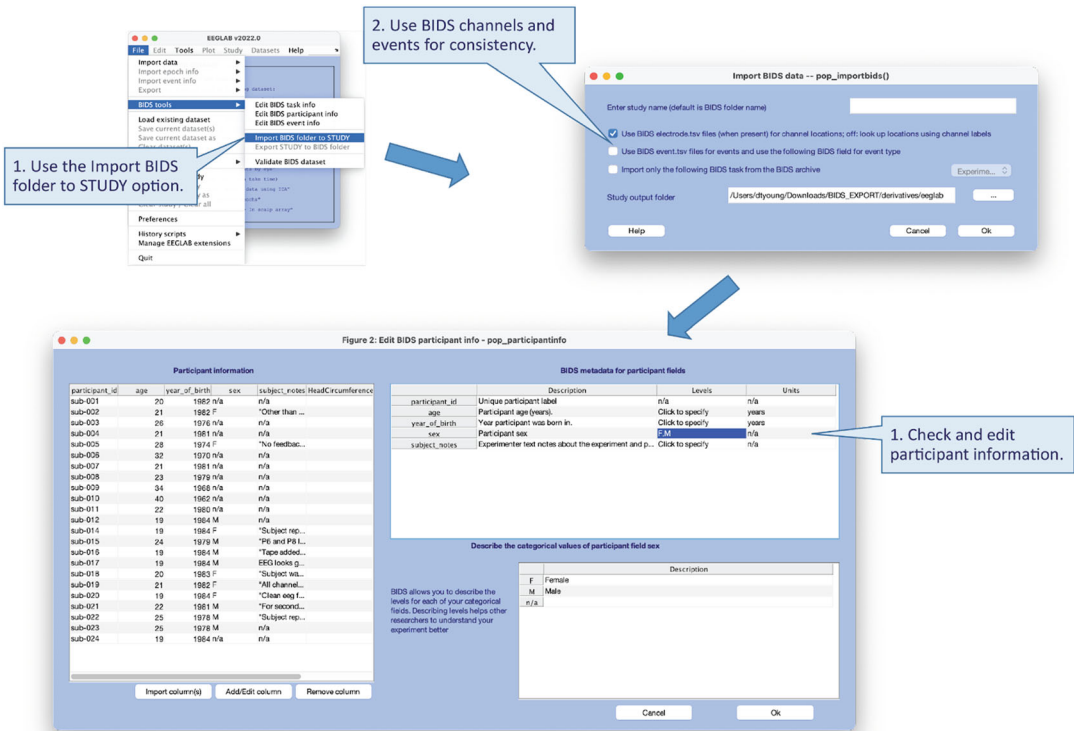 2. Use BIDS channels and
events for consistency.
EEGLAB v2022.0
File Edit Tools Plot Study Datasets Help
Import data
Import epoch info
Import event info
Export
BIDS tools
Load existing dataset
Save current dataset(s)
Save current dataset as
Edit BIDS task info
Edit BIDS participant info
Edit BIDS event info
Import BIDS folder to STUDY
Export STUDY to BIDS folder
Validate BIDS dataset
1. Use the Import BIDS
folder to STUDY option.
Preferences
History scripts
Manage EEGLAB extensions
Quit
Import BIDS data -- pop_importbids()
Enter study name (default is BIDS folder name)
Use BIDS electrode.tsv files (when present) for channel locations; off: look up locations using channel labels
Use BIDS event.tsv files for events and use the following BIDS field for event type
Import only the following BIDS task from the BIDS archive
Experime...
Study output folder
/Users/dtyoung/Downloads/BIDS_EXPORT/derivatives/eeglab
...
Help
Cancel
Ok
Figure 2: Edit BIDS participant info - pop_participantinfo
Participant information
participant_id age year_of_birth sex subject_notes HeadCircumference
sub-001 20 1982 n/a n/a
sub-002 21 1982 F "Other than ...
sub-003 26 1976 n/a n/a
sub-004 21 1981 n/a n/a
sub-005 28 1974 F "No feedbac...
sub-006 32 1970 n/a n/a
sub-007 21 1981 n/a n/a
sub-008 23 1979 n/a n/a
sub-009 34 1968 n/a n/a
sub-010 40 1962 n/a n/a
sub-011 22 1980 n/a n/a
sub-012 19 1984 M n/a
sub-014 19 1984 F "Subject rep...
sub-015 24 1979 M "P6 and P8 l...
sub-016 19 1984 M "Tape added...
sub-017 19 1984 M EEG looks g...
sub-018 20 1983 F "Subject wa...
sub-019 21 1982 F "All channel...
sub-020 19 1984 F "Clean eeg f...
sub-021 22 1981 M "For second...
sub-022 25 1978 M "Subject rep...
sub-023 25 1978 M n/a
sub-024 19 1984 n/a n/a
Import column(s)
Add/Edit column
Remove column
BIDS metadata for participant fields
Description Levels Units
participant_id Unique participant label n/a n/a
age Participant age (years). Click to specify years
year_of_birth Year participant was born in. Click to specify years
sex Participant sex F,M n/a
subject_notes Experimenter text notes about the experiment and p... Click to specify n/a
1. Check and edit
participant information.
Describe the categorical values of participant field sex
BIDS allows you to describe the
levels for each of your categorical
fields. Describing levels helps other
researchers to understand your
experiment better
Description
F Female
M Male
n/a
Cancel
Ok